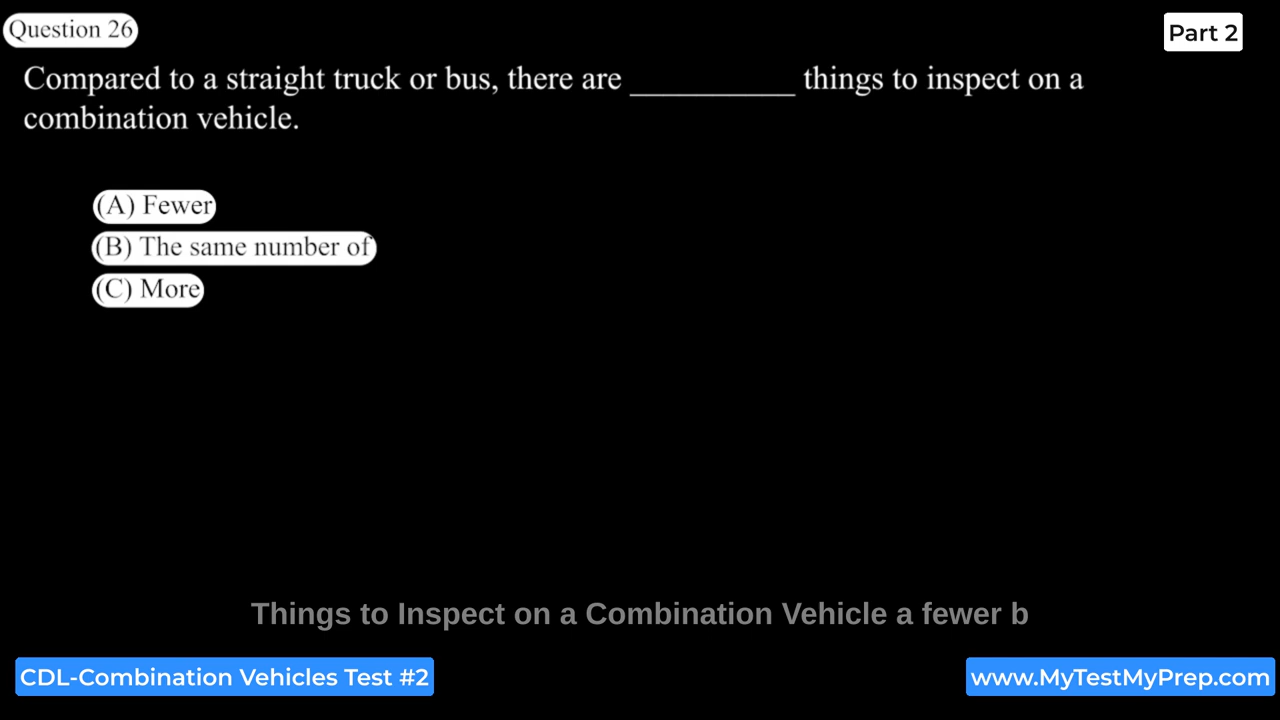 Question 26
Part 2
Compared to a straight truck or bus, there are __________ things to inspect on a
combination vehicle.
(A) Fewer
(B) The same number of
(C) More
Things to Inspect on a Combination Vehicle a fewer b
CDL-Combination Vehicles Test #2
www.MyTestMyPrep.com